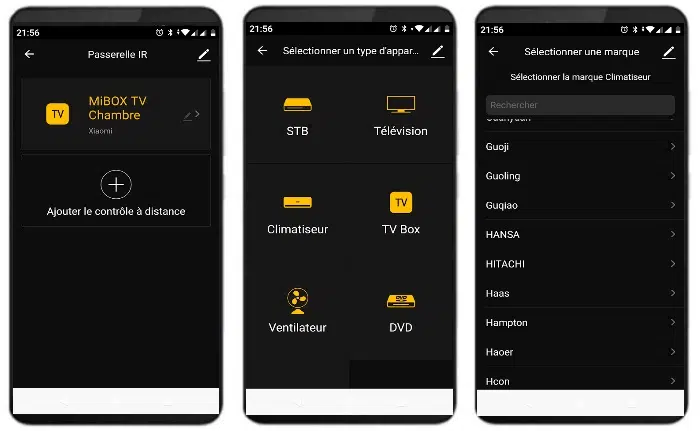 21:56
Passerelle IR
TV
MiBOX TV
Chambre
Xiaomi
Ajouter le contrôle à distance
21:56
Sélectionner un type d'appar...
STB
Télévision
Climatiseur
TV
TV Box
Ventilateur
DVD
DVD
21:56
Sélectionner une marque
Sélectionner la marque Climatiseur
Rechercher
Guoji
Guoling
Guqiao
HANSA
HITACHI
Haas
Hampton
Haoer
Hcon